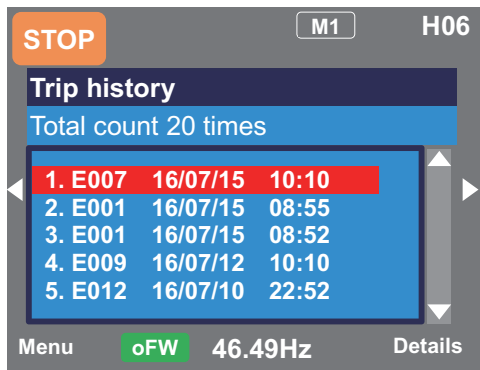 STOP M1 H06
Trip history
Total count 20 times
1. E007 16/07/15 10:10
2. E001 16/07/15 08:55
3. E001 16/07/15 08:52
4. E009 16/07/12 10:10
5. E012 16/07/10 22:52
Menu oFW 46.49Hz Details